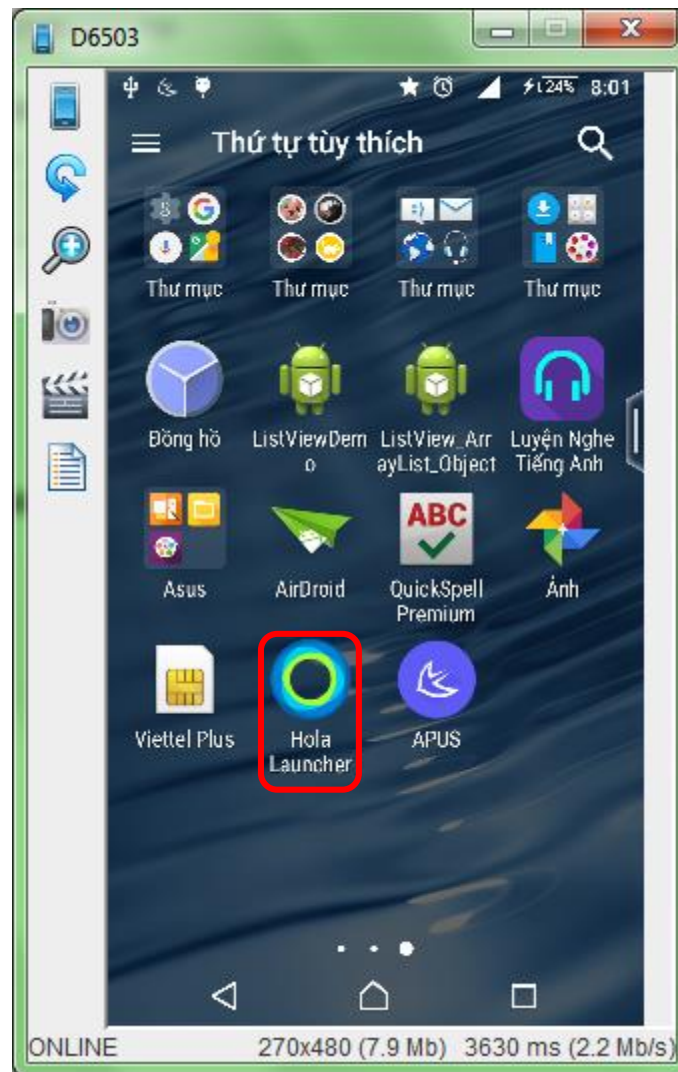 D6503
24% 8:01
Thứ tự tùy thích
Thư mục Thư mục Thư mục Thư mục
Đồng hồ ListViewDem ListView_Arr Luyện Nghe
o ayList_Object Tiếng Anh
ABC
Asus AirDroid QuickSpell Ảnh
Premium
Viettel Plus Hola APUS
Launcher
ONLINE 270x480 (7.9 Mb) 3630 ms (2.2 Mb/s)